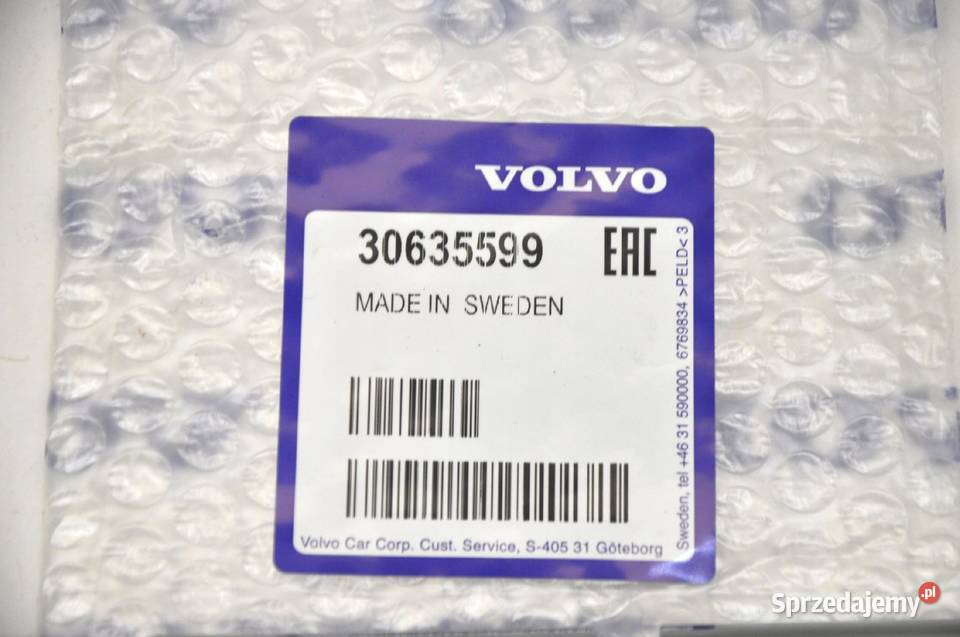 VOLVO
30635599 EAC
MADE IN SWEDEN
Volvo Car Corp. Cust. Service, S-405 31 Göteborg
Sweden, tel +46 31 590000, 6769834 >PELD< 3
Sprzedajemy.pl